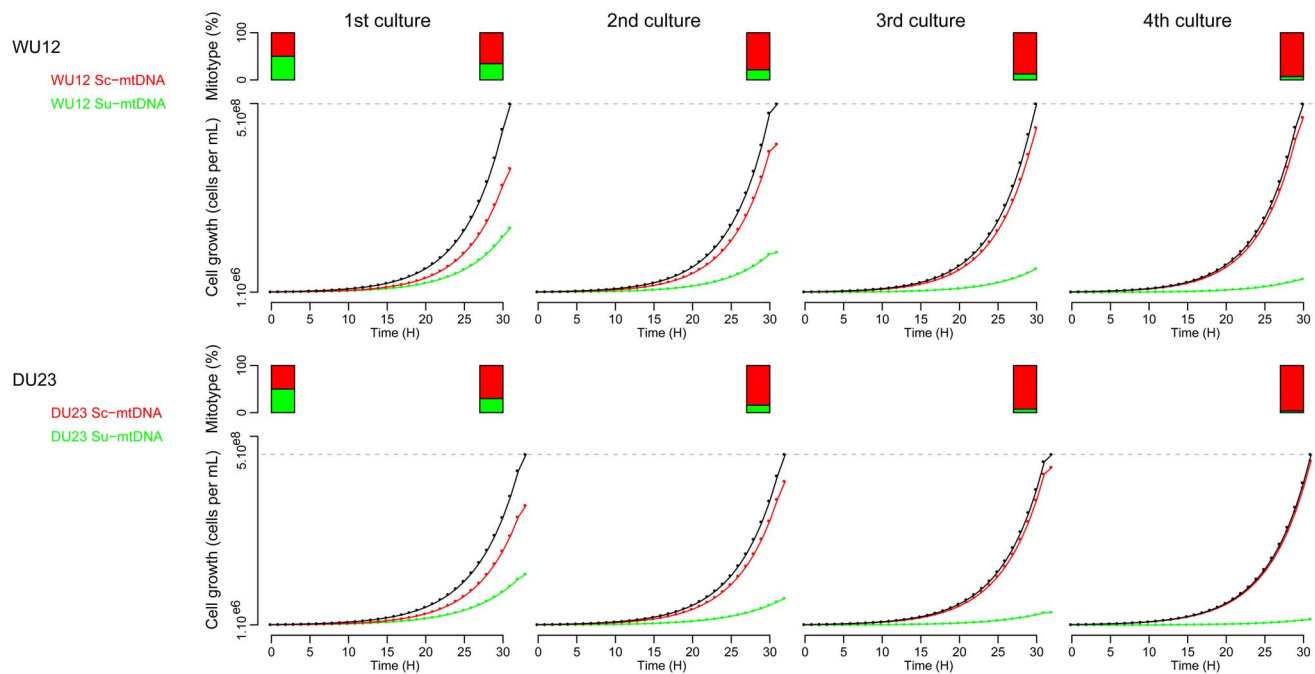 1st culture 2nd culture 3rd culture 4th culture
WU12
WU12 Sc-mtDNA
WU12 Su-mtDNA
Mitotype (%)
0 100
Cell growth (cells per mL)
1.10e6 5.10e8
0 5 10 15 20 25 30 0 5 10 15 20 25 30 0 5 10 15 20 25 30 0 5 10 15 20 25 30
Time (H) Time (H) Time (H) Time (H)
DU23
DU23 Sc-mtDNA
DU23 Su-mtDNA
Mitotype (%)
0 100
Cell growth (cells per mL)
1.10e6 5.10e8
0 5 10 15 20 25 30 0 5 10 15 20 25 30 0 5 10 15 20 25 30 0 5 10 15 20 25 30
Time (H) Time (H) Time (H) Time (H)